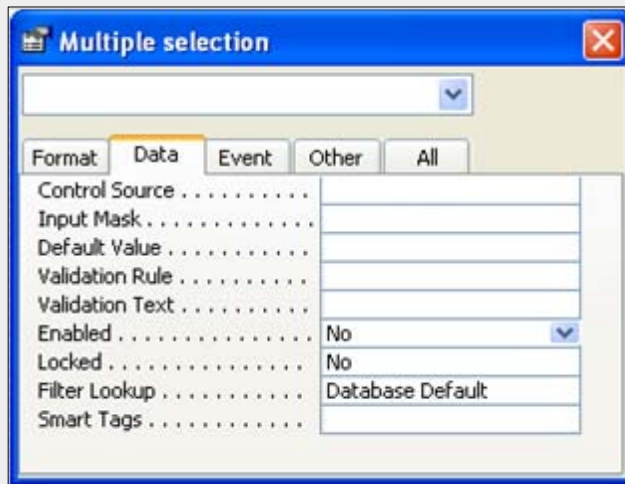 Multiple selection
Format Data Event Other All
Control Source . . . . . . . . . .
Input Mask . . . . . . . . . . . . .
Default Value . . . . . . . . . . .
Validation Rule . . . . . . . . .
Validation Text . . . . . . . . .
Enabled . . . . . . . . . . . . . . . No
Locked . . . . . . . . . . . . . . . No
Filter Lookup . . . . . . . . . . . Database Default
Smart Tags . . . . . . . . . . . .